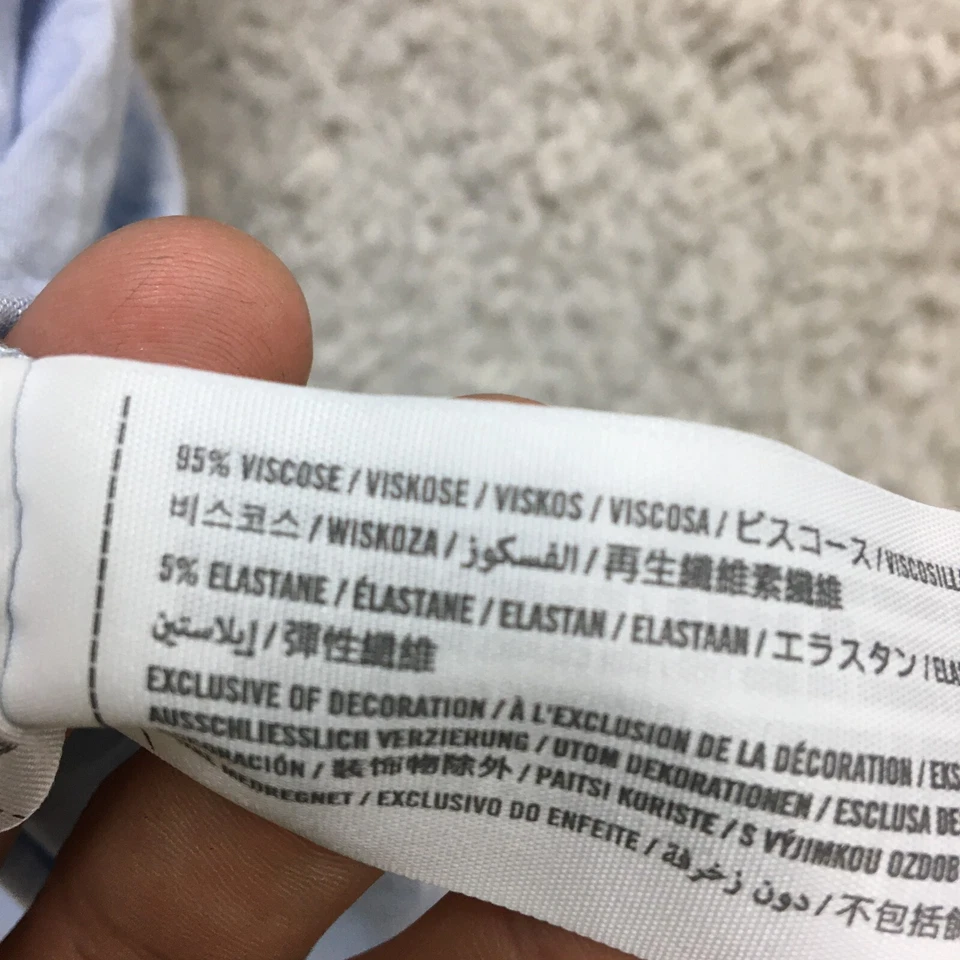 95% VISCOSE / VISKOSE / VISKOS / VISCOSA / ビスコース / VISCOSILLA
비스코스 / WISKOZA / الفسكوز / 再生纖維素纖維
5% ELASTANE / ÉLASTANE / ELASTAN / ELASTAAN / エラスタン /
إيلاستين / 彈性纖維
EXCLUSIVE OF DECORATION / À L'EXCLUSION DE LA DÉCORATION /
AUSSCHLIESSLICH VERZIERUNG / UTOM DEKORATIONEN / ESCLUSA
/ 装饰物除外 / PAITSI KORISTE / S VÝJIMKOU OZDOB
MEDREGNET / EXCLUSIVO DO ENFEITE / دون زخرفة / 不包括